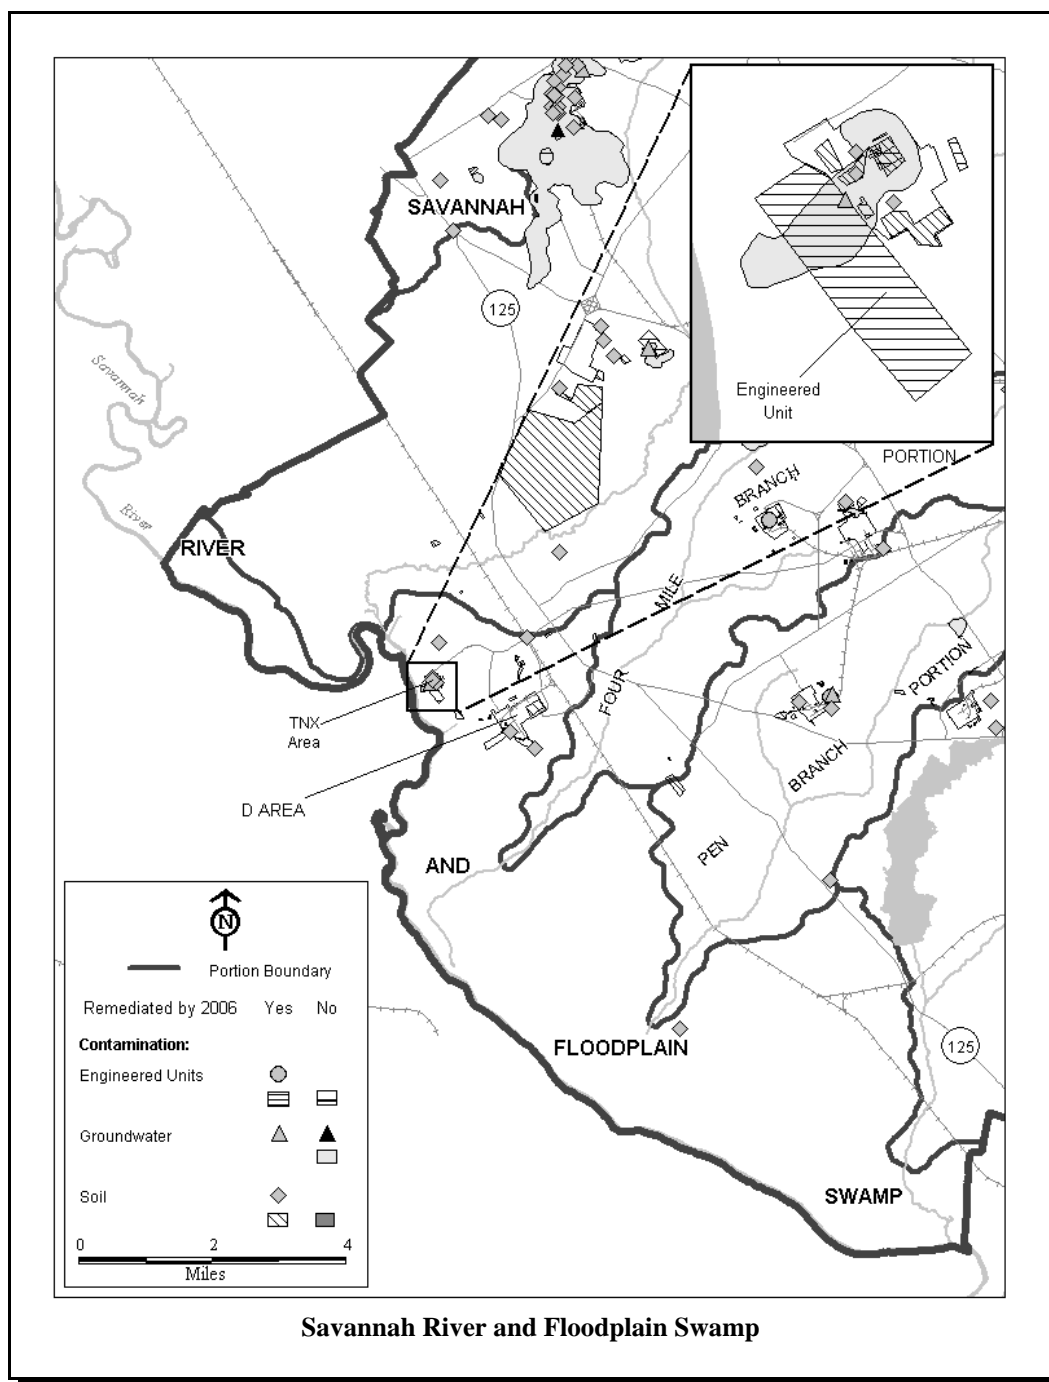 SAVANNAH
125
Engineered
Unit
Savannah
River
RIVER
PORTION
BRANCH
MILE
FOUR
PORTION
BRANCH
PEN
TNX
Area
D AREA
AND
FLOODPLAIN
125
SWAMP
N
Portion Boundary
Remediated by 2006 Yes No
Contamination:
Engineered Units
Groundwater
Soil
0 2 4
Miles
Savannah River and Floodplain Swamp